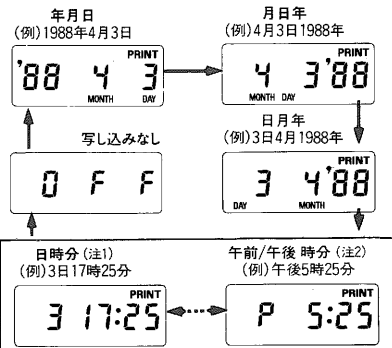 年月日
(例)1988年4月3日
PRINT
'88 4 3
MONTH DAY
月日年
(例)4月3日1988年
PRINT
4 3'88
MONTH DAY
日月年
(例)3日4月1988年
PRINT
3 4'88
DAY MONTH
写し込みなし
O F F
日時分(注1)
(例)3日17時25分
PRINT
3 17:25
午前/午後 時分(注2)
(例)午後5時25分
PRINT
P 5:25